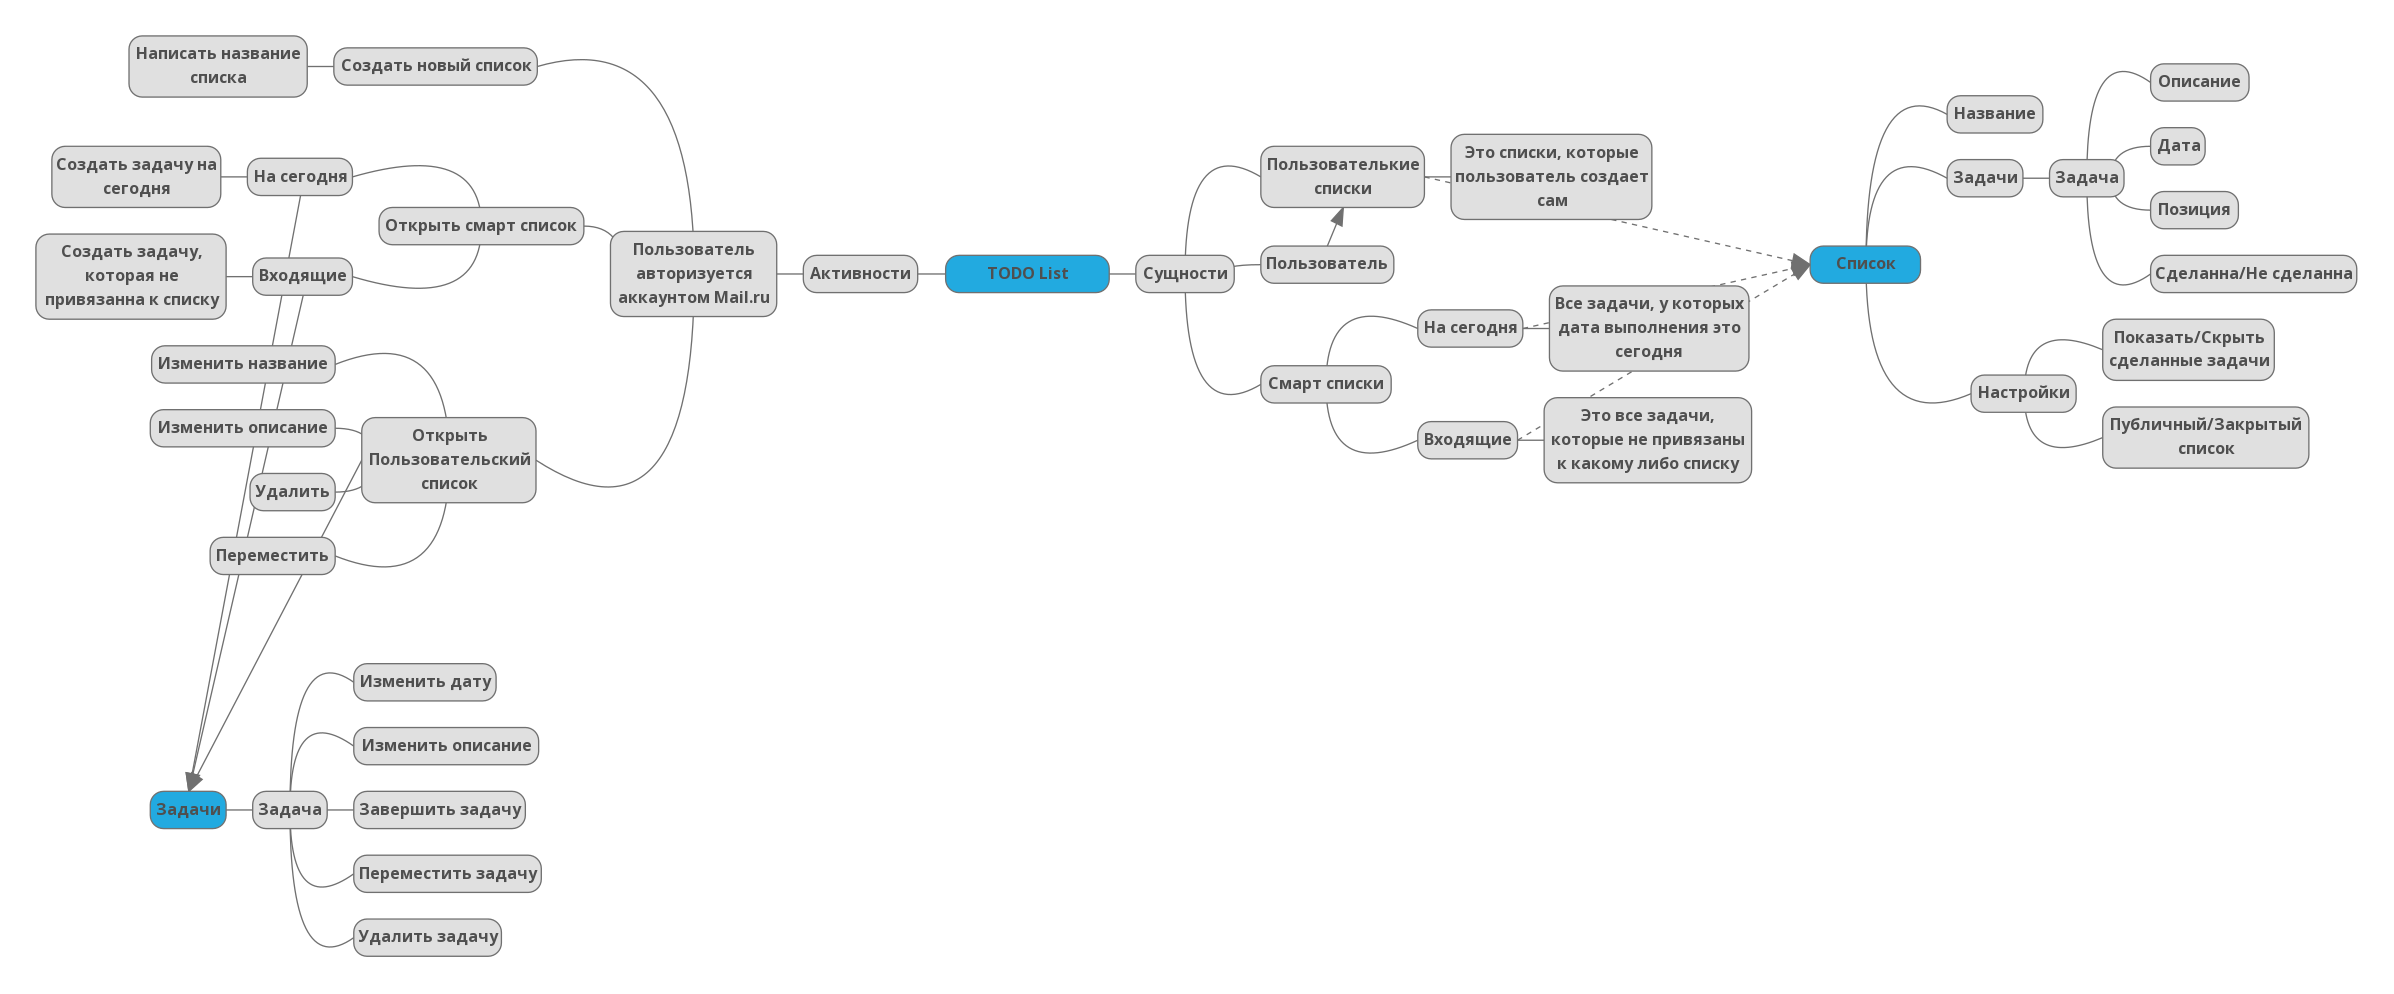 Написать название
списка
Создать новый список
Создать задачу на
сегодня
На сегодня
Открыть смарт список
Создать задачу,
которая не
привязанна к списку
Входящие
Пользователь
авторизуется
аккаунтом Mail.ru
Активности
Изменить название
Изменить описание
Удалить
Переместить
Открыть
Пользовательский
список
Задачи
Задача
Изменить дату
Изменить описание
Завершить задачу
Переместить задачу
Удалить задачу
TODO List
Сущности
Пользователькие
списки
Это списки, которые
пользователь создает
сам
Пользователь
Смарт списки
На сегодня
Все задачи, у которых
дата выполнения это
сегодня
Входящие
Это все задачи,
которые не привязаны
к какому либо списку
Список
Название
Задачи
Задача
Описание
Дата
Позиция
Сделанна/Не сделанна
Настройки
Показать/Скрыть
сделанные задачи
Публичный/Закрытый
список